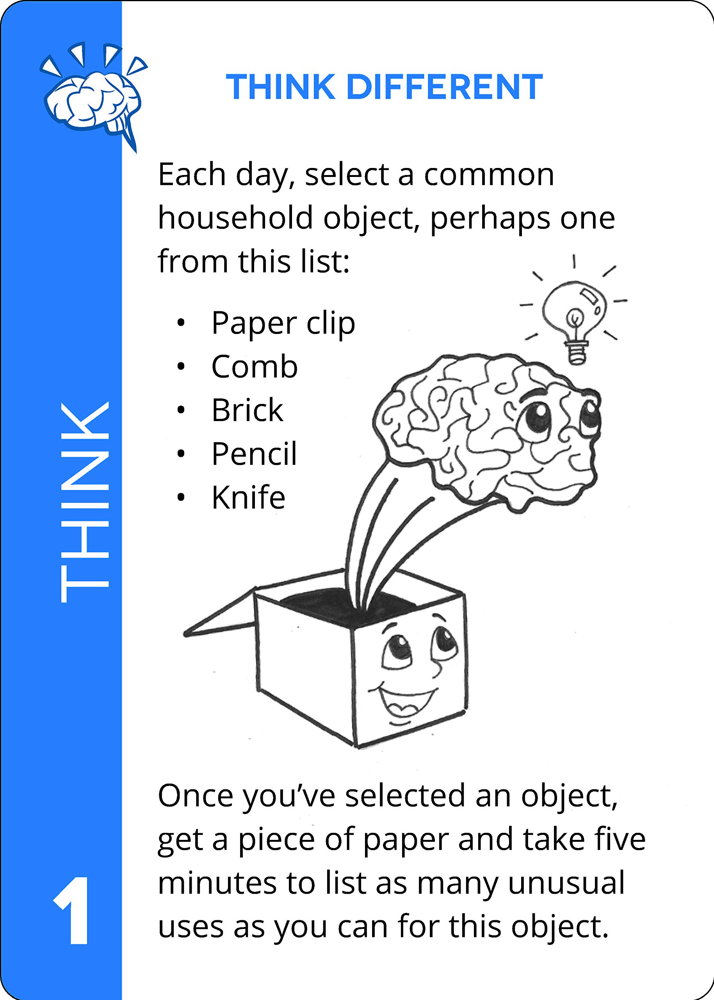 THINK DIFFERENT
Each day, select a common
household object, perhaps one
from this list:
• Paper clip
• Comb
• Brick
• Pencil
• Knife
Once you’ve selected an object,
get a piece of paper and take five
minutes to list as many unusual
uses as you can for this object.
THINK
1